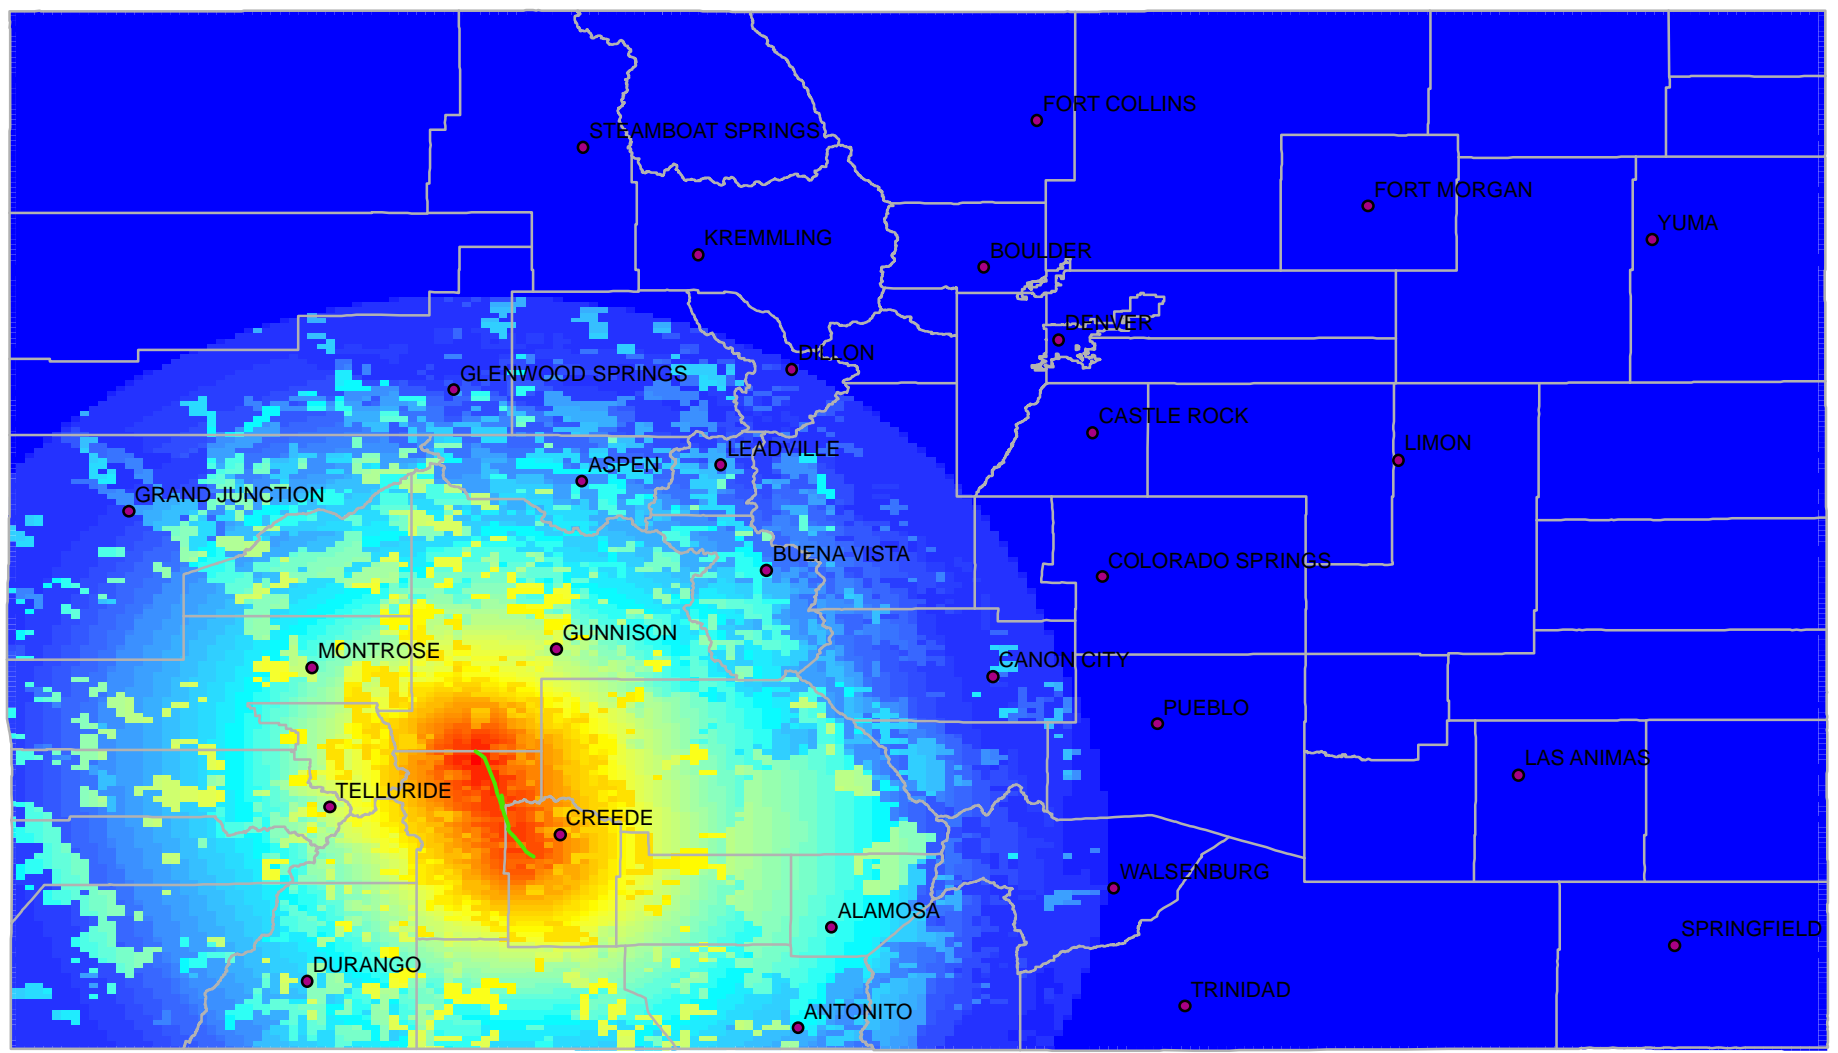 FORT COLLINS
STEAMBOAT SPRINGS
FORT MORGAN
YUMA
KREMMLING
BOULDER
DENVER
DILLON
GLENWOOD SPRINGS
CASTLE ROCK
LIMON
LEADVILLE
ASPEN
GRAND JUNCTION
BUENA VISTA
COLORADO SPRINGS
GUNNISON
MONTROSE
CANON CITY
PUEBLO
LAS ANIMAS
TELLURIDE
CREEDE
WALSENBURG
ALAMOSA
SPRINGFIELD
DURANGO
TRINIDAD
ANTONITO